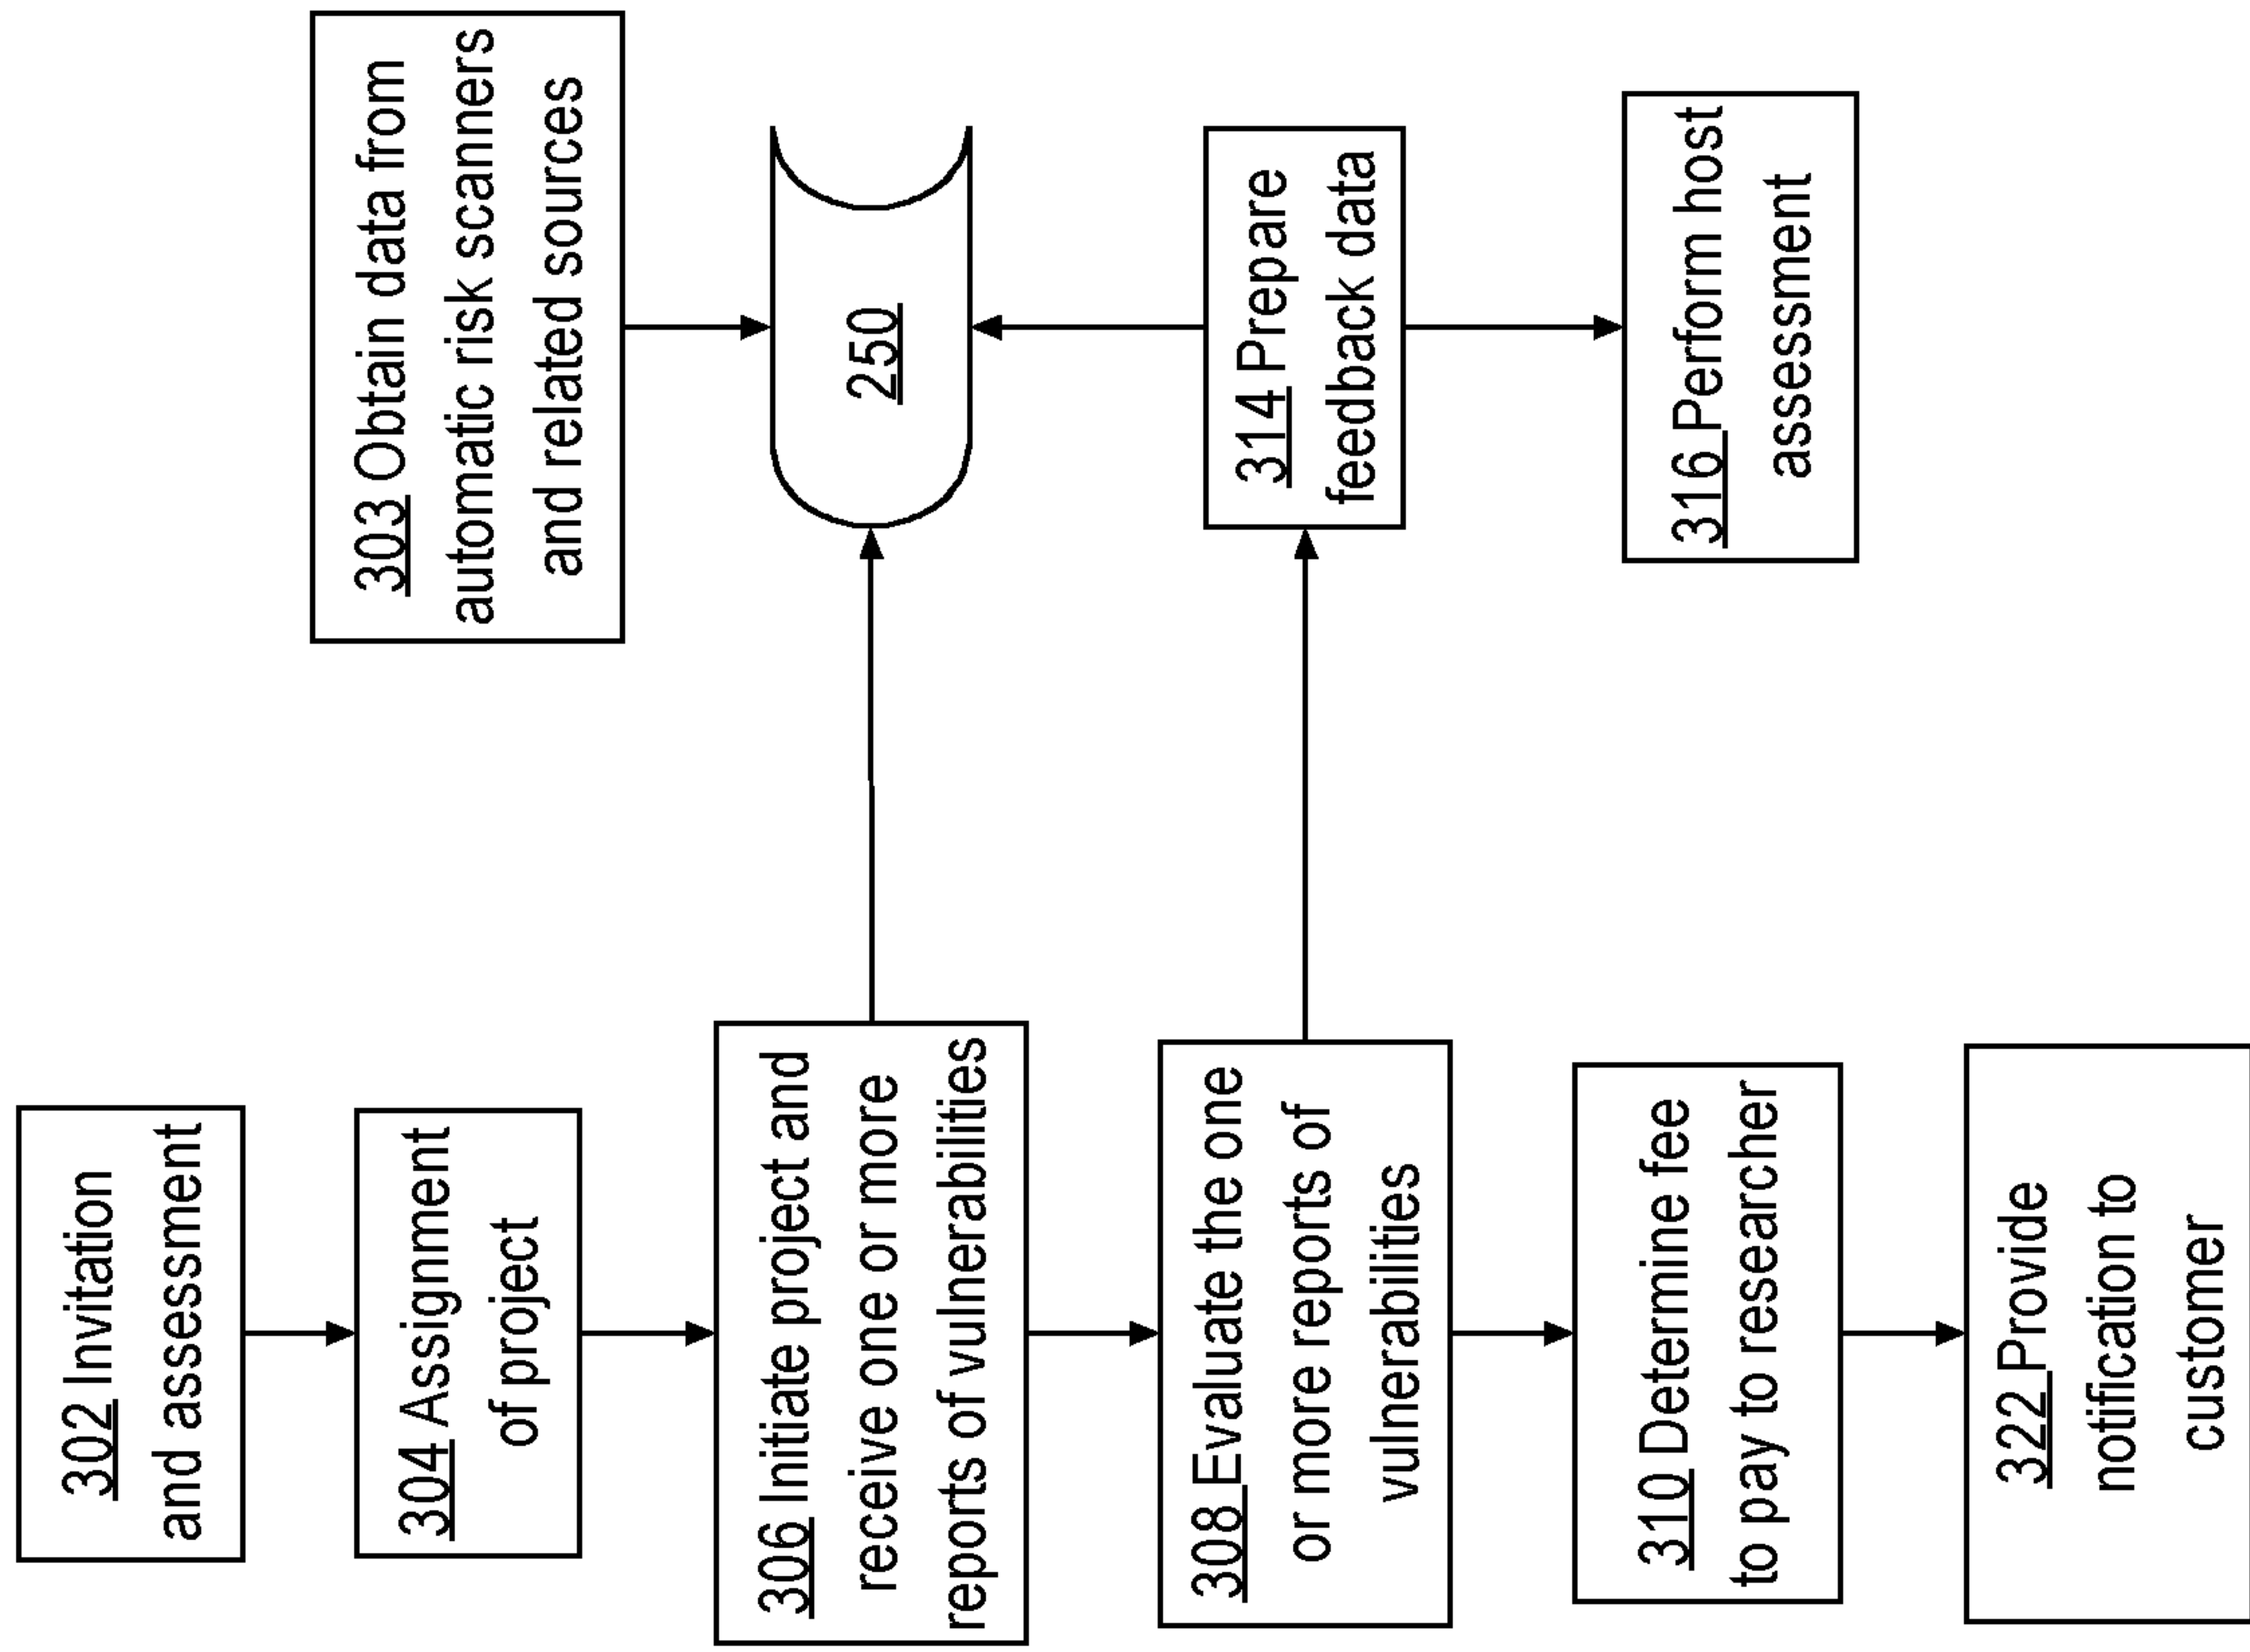 302 Invitation
and assessment
304 Assignment
of project
306 Initiate project and
receive one or more
reports of vulnerabilities
308 Evaluate the one
or more reports of
vulnerabilities
310 Determine fee
to pay to researcher
322 Provide
notification to
customer
303 Obtain data from
automatic risk scanners
and related sources
250
314 Prepare
feedback data
316 Perform host
assessment